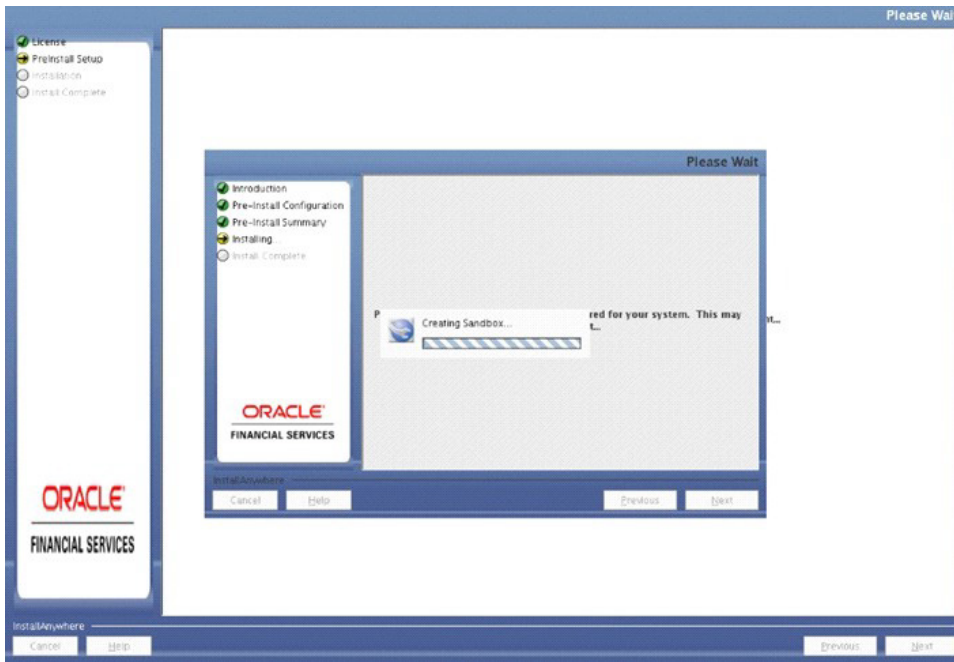 Please Wai
License
PreInstall Setup
Installation
Install Complete
Please Wait
Introduction
Pre-Install Configuration
Pre-Install Summary
Installing...
Install Complete
P
red for your system. This may
t...
nt...
Creating Sandbox...
ORACLE
FINANCIAL SERVICES
InstallAnywhere
Cancel
Help
Previous
Next
ORACLE
FINANCIAL SERVICES
InstallAnywhere
Cancel
Help
Previous
Next